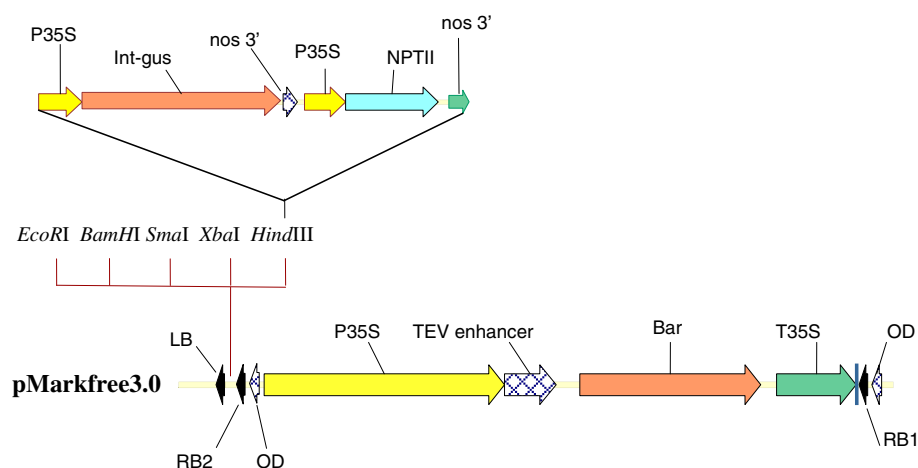 P35S
Int-gus
nos 3’
P35S
NPTII
nos 3’
EcoRI BamHI SmaI XbaI HindIII
LB
P35S
TEV enhancer
Bar
T35S
OD
pMarkfree3.0
RB2
OD
RB1